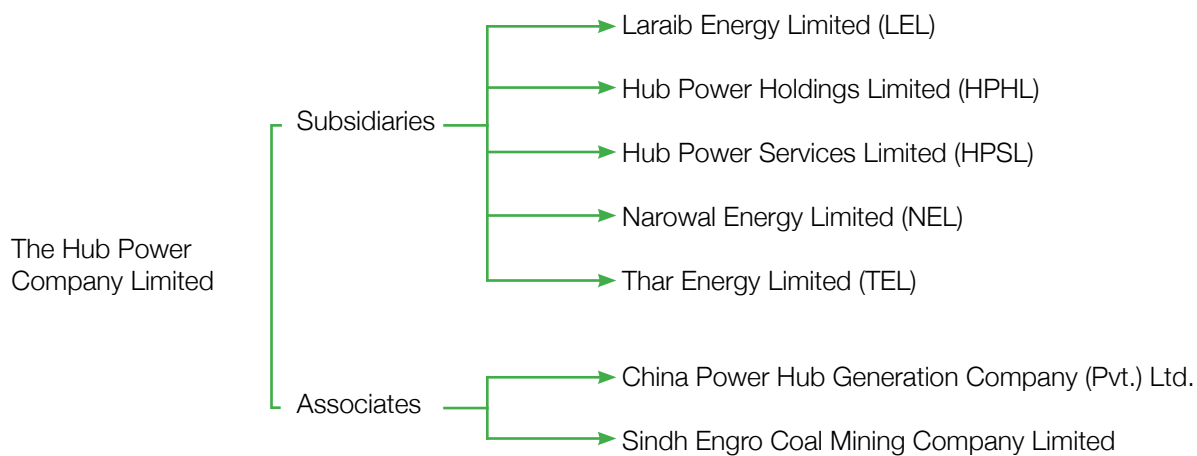 The Hub Power
Company Limited
Subsidiaries
Laraib Energy Limited (LEL)
Hub Power Holdings Limited (HPHL)
Hub Power Services Limited (HPSL)
Narowal Energy Limited (NEL)
Thar Energy Limited (TEL)
Associates
China Power Hub Generation Company (Pvt.) Ltd.
Sindh Engro Coal Mining Company Limited